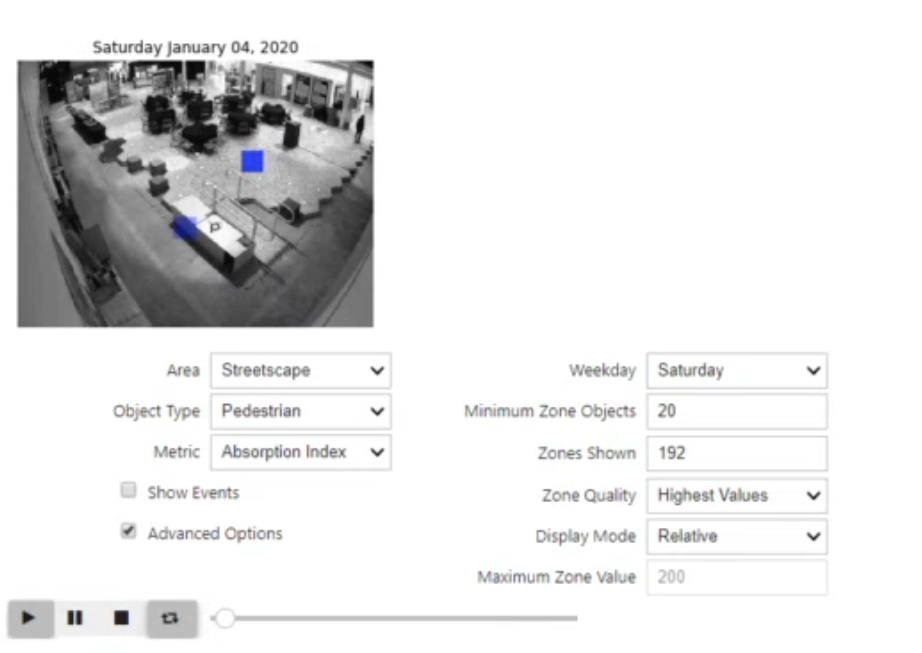 Saturday January 04, 2020
Area Streetscape
Weekday Saturday
Object Type Pedestrian
Minimum Zone Objects 20
Metric Absorption Index
Zones Shown 192
Show Events
Zone Quality Highest Values
Advanced Options
Display Mode Relative
Maximum Zone Value 200